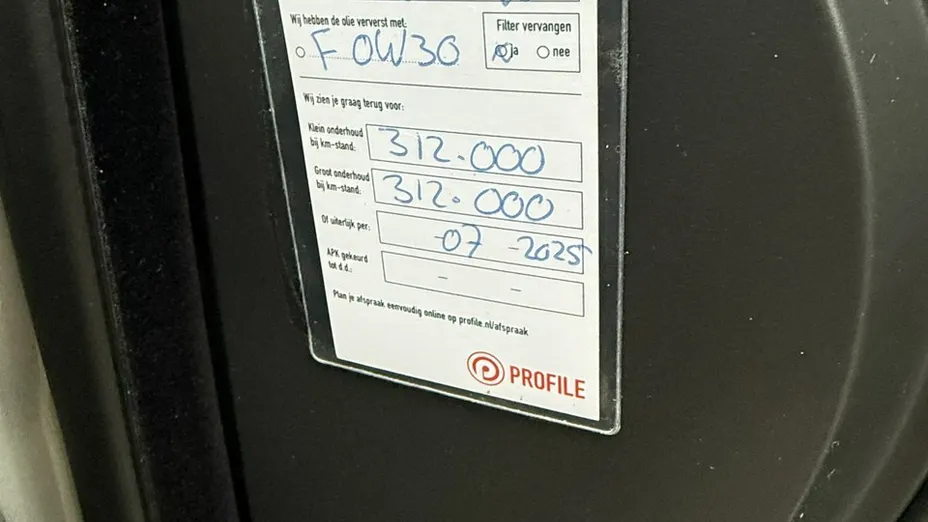 Wij hebben de olie ververst met:
F 0W30
Filter vervangen
ja nee
Wij zien je graag terug voor:
Klein onderhoud
bij km-stand:
312.000
Groot onderhoud
bij km-stand:
312.000
Of uiterlijk per:
-07 -2025
APK gekeurd
tot d.d.:
- -
Plan je afspraak eenvoudig online op profile.nl/afspraak
PROFILE